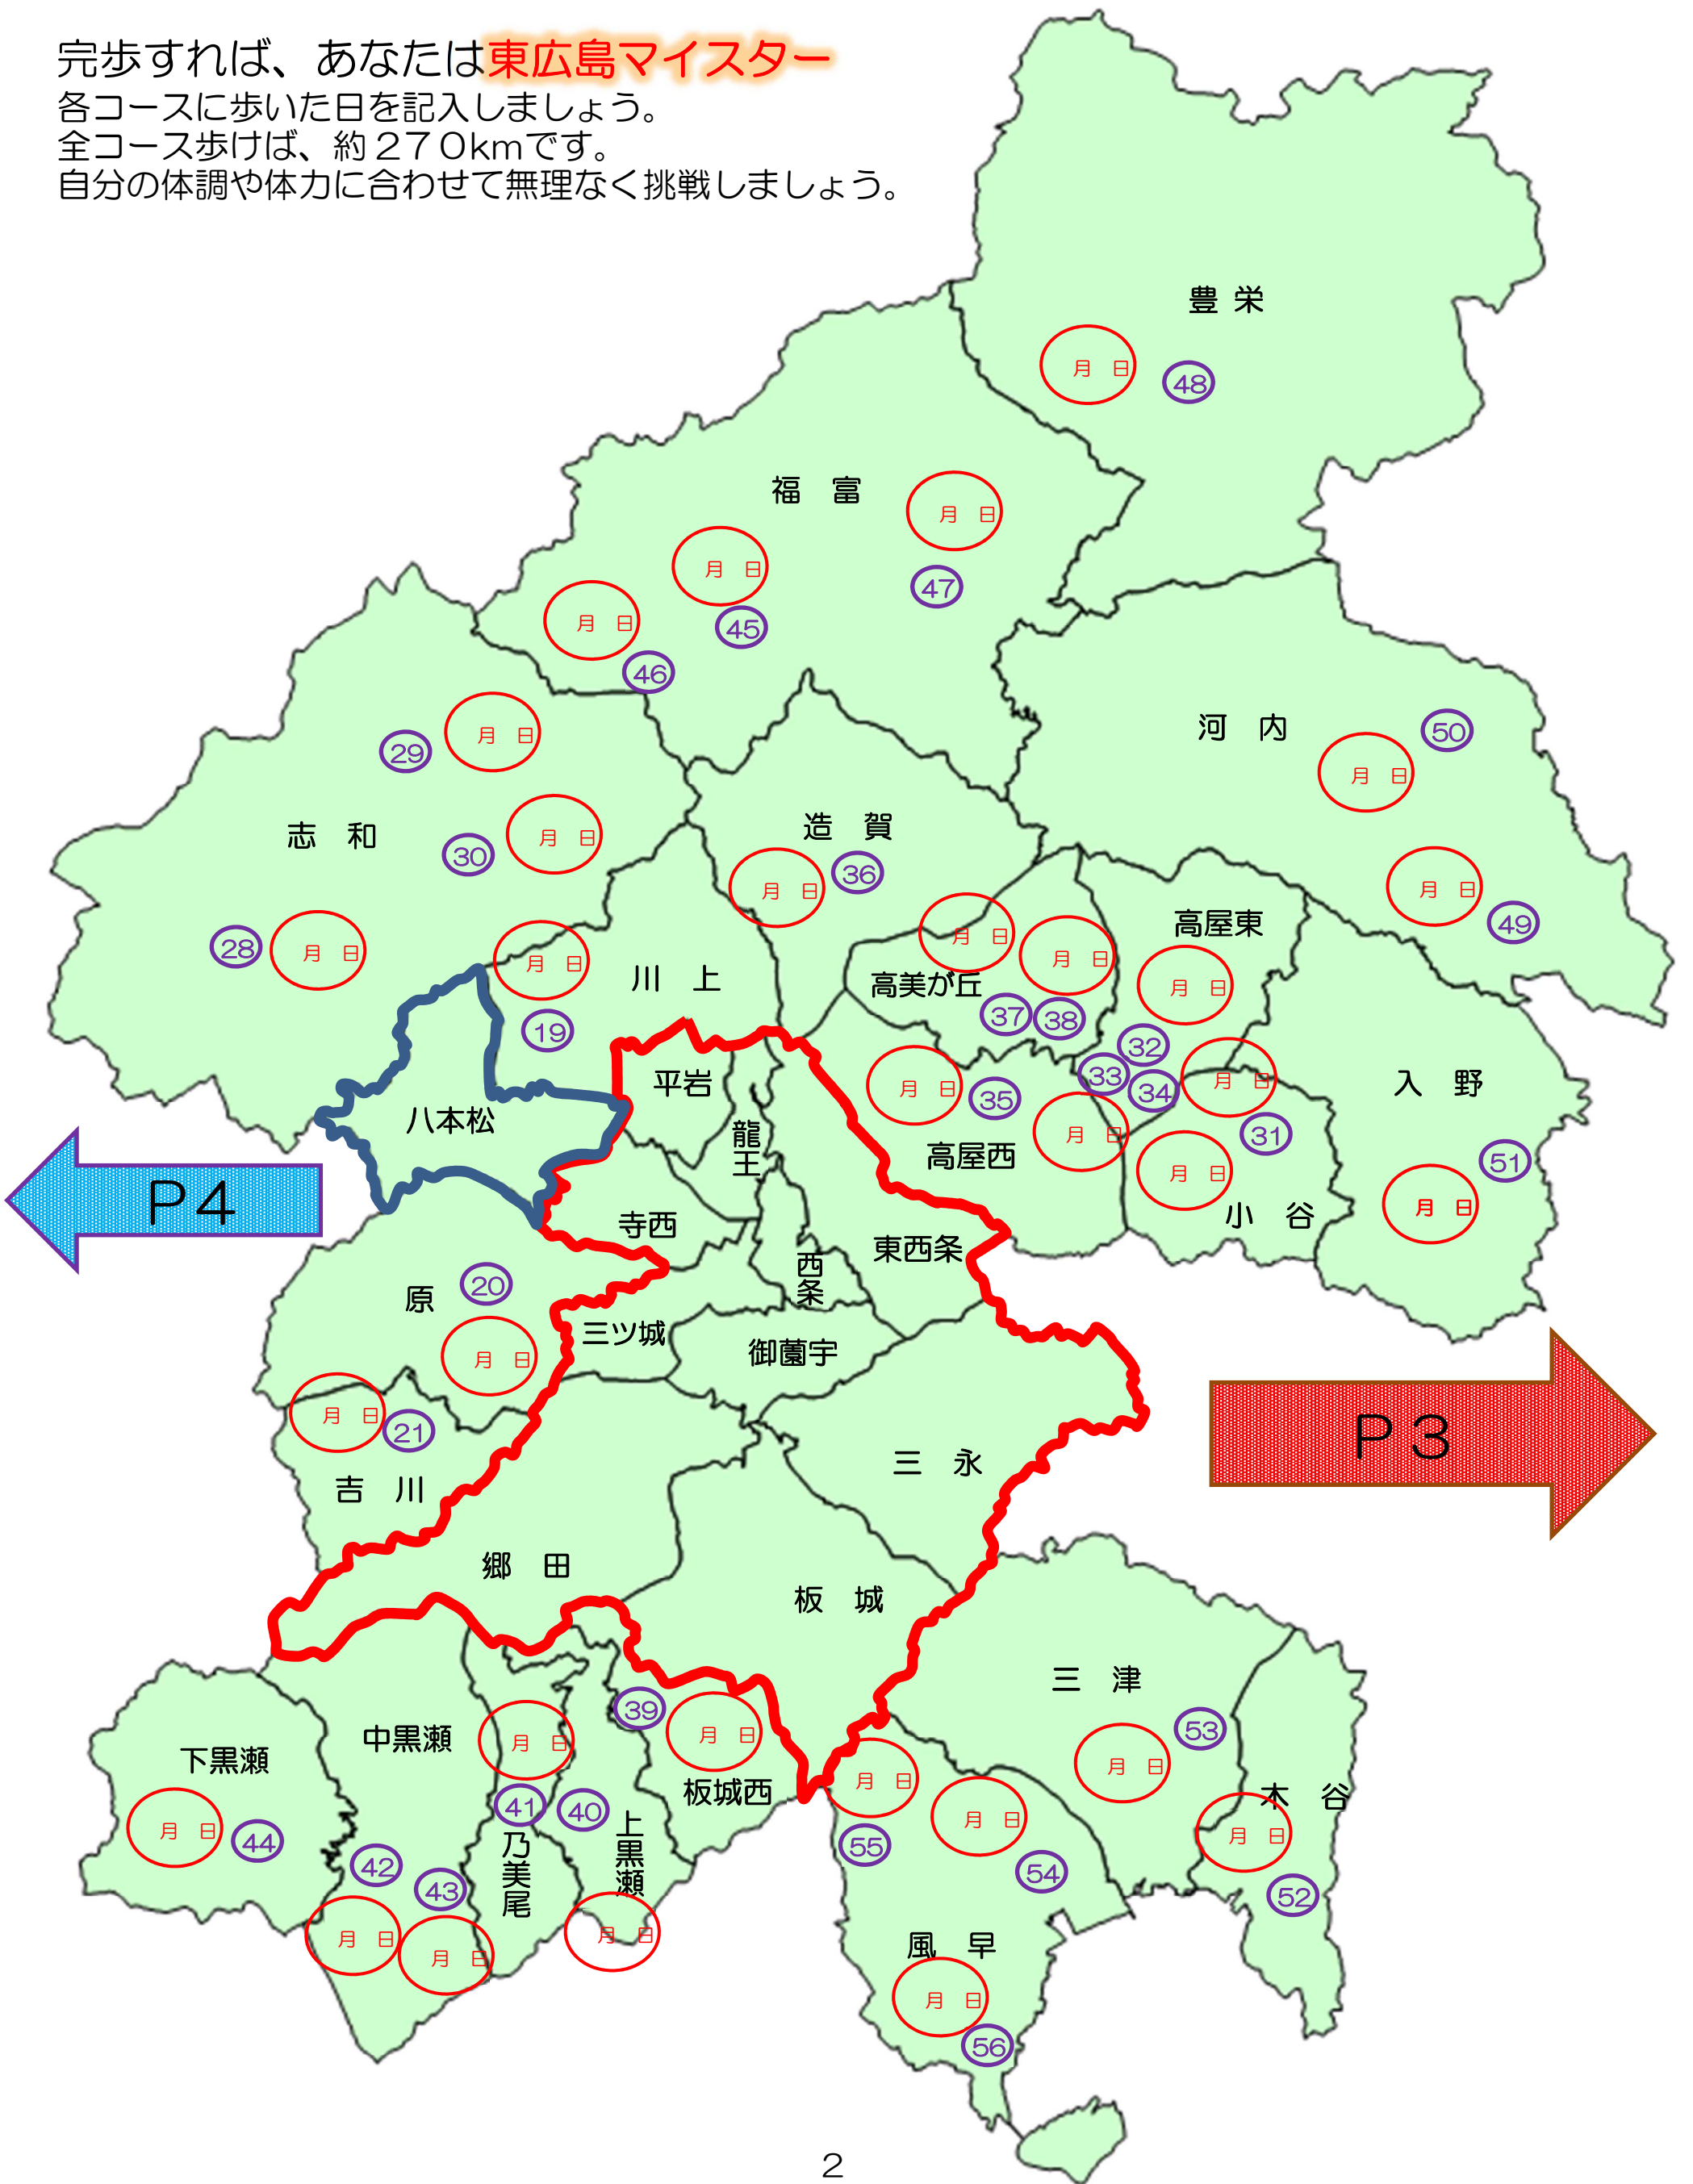 完歩すれば、あなたは東広島マイスター
各コースに歩いた日を記入しましょう。
全コース歩けば、約２７０kmです。
自分の体調や体力に合わせて無理なく挑戦しましょう。
豊 栄
月 日
48
福 富
月 日
47
月 日
45
月 日
46
月 日
29
河 内
50
月 日
志 和
月 日
30
造 賀
36
月 日
月 日
49
28
月 日
月 日
19
川 上
高美が丘
月 日
月 日
37
38
高屋東
月 日
32
33
34
月 日
31
入 野
51
月 日
平岩
龍王
月 日
35
高屋西
月 日
月 日
小 谷
八本松
P４
寺西
東西条
西条
原
20
月 日
三ツ城
御薗宇
月 日
21
吉 川
三 永
P３
郷 田
板 城
三 津
53
月 日
木 谷
月 日
52
下黒瀬
月 日
44
中黒瀬
42
43
月 日
月 日
月 日
41
乃美尾
40
上黒瀬
月 日
39
月 日
板城西
月 日
55
月 日
54
風 早
月 日
56
2